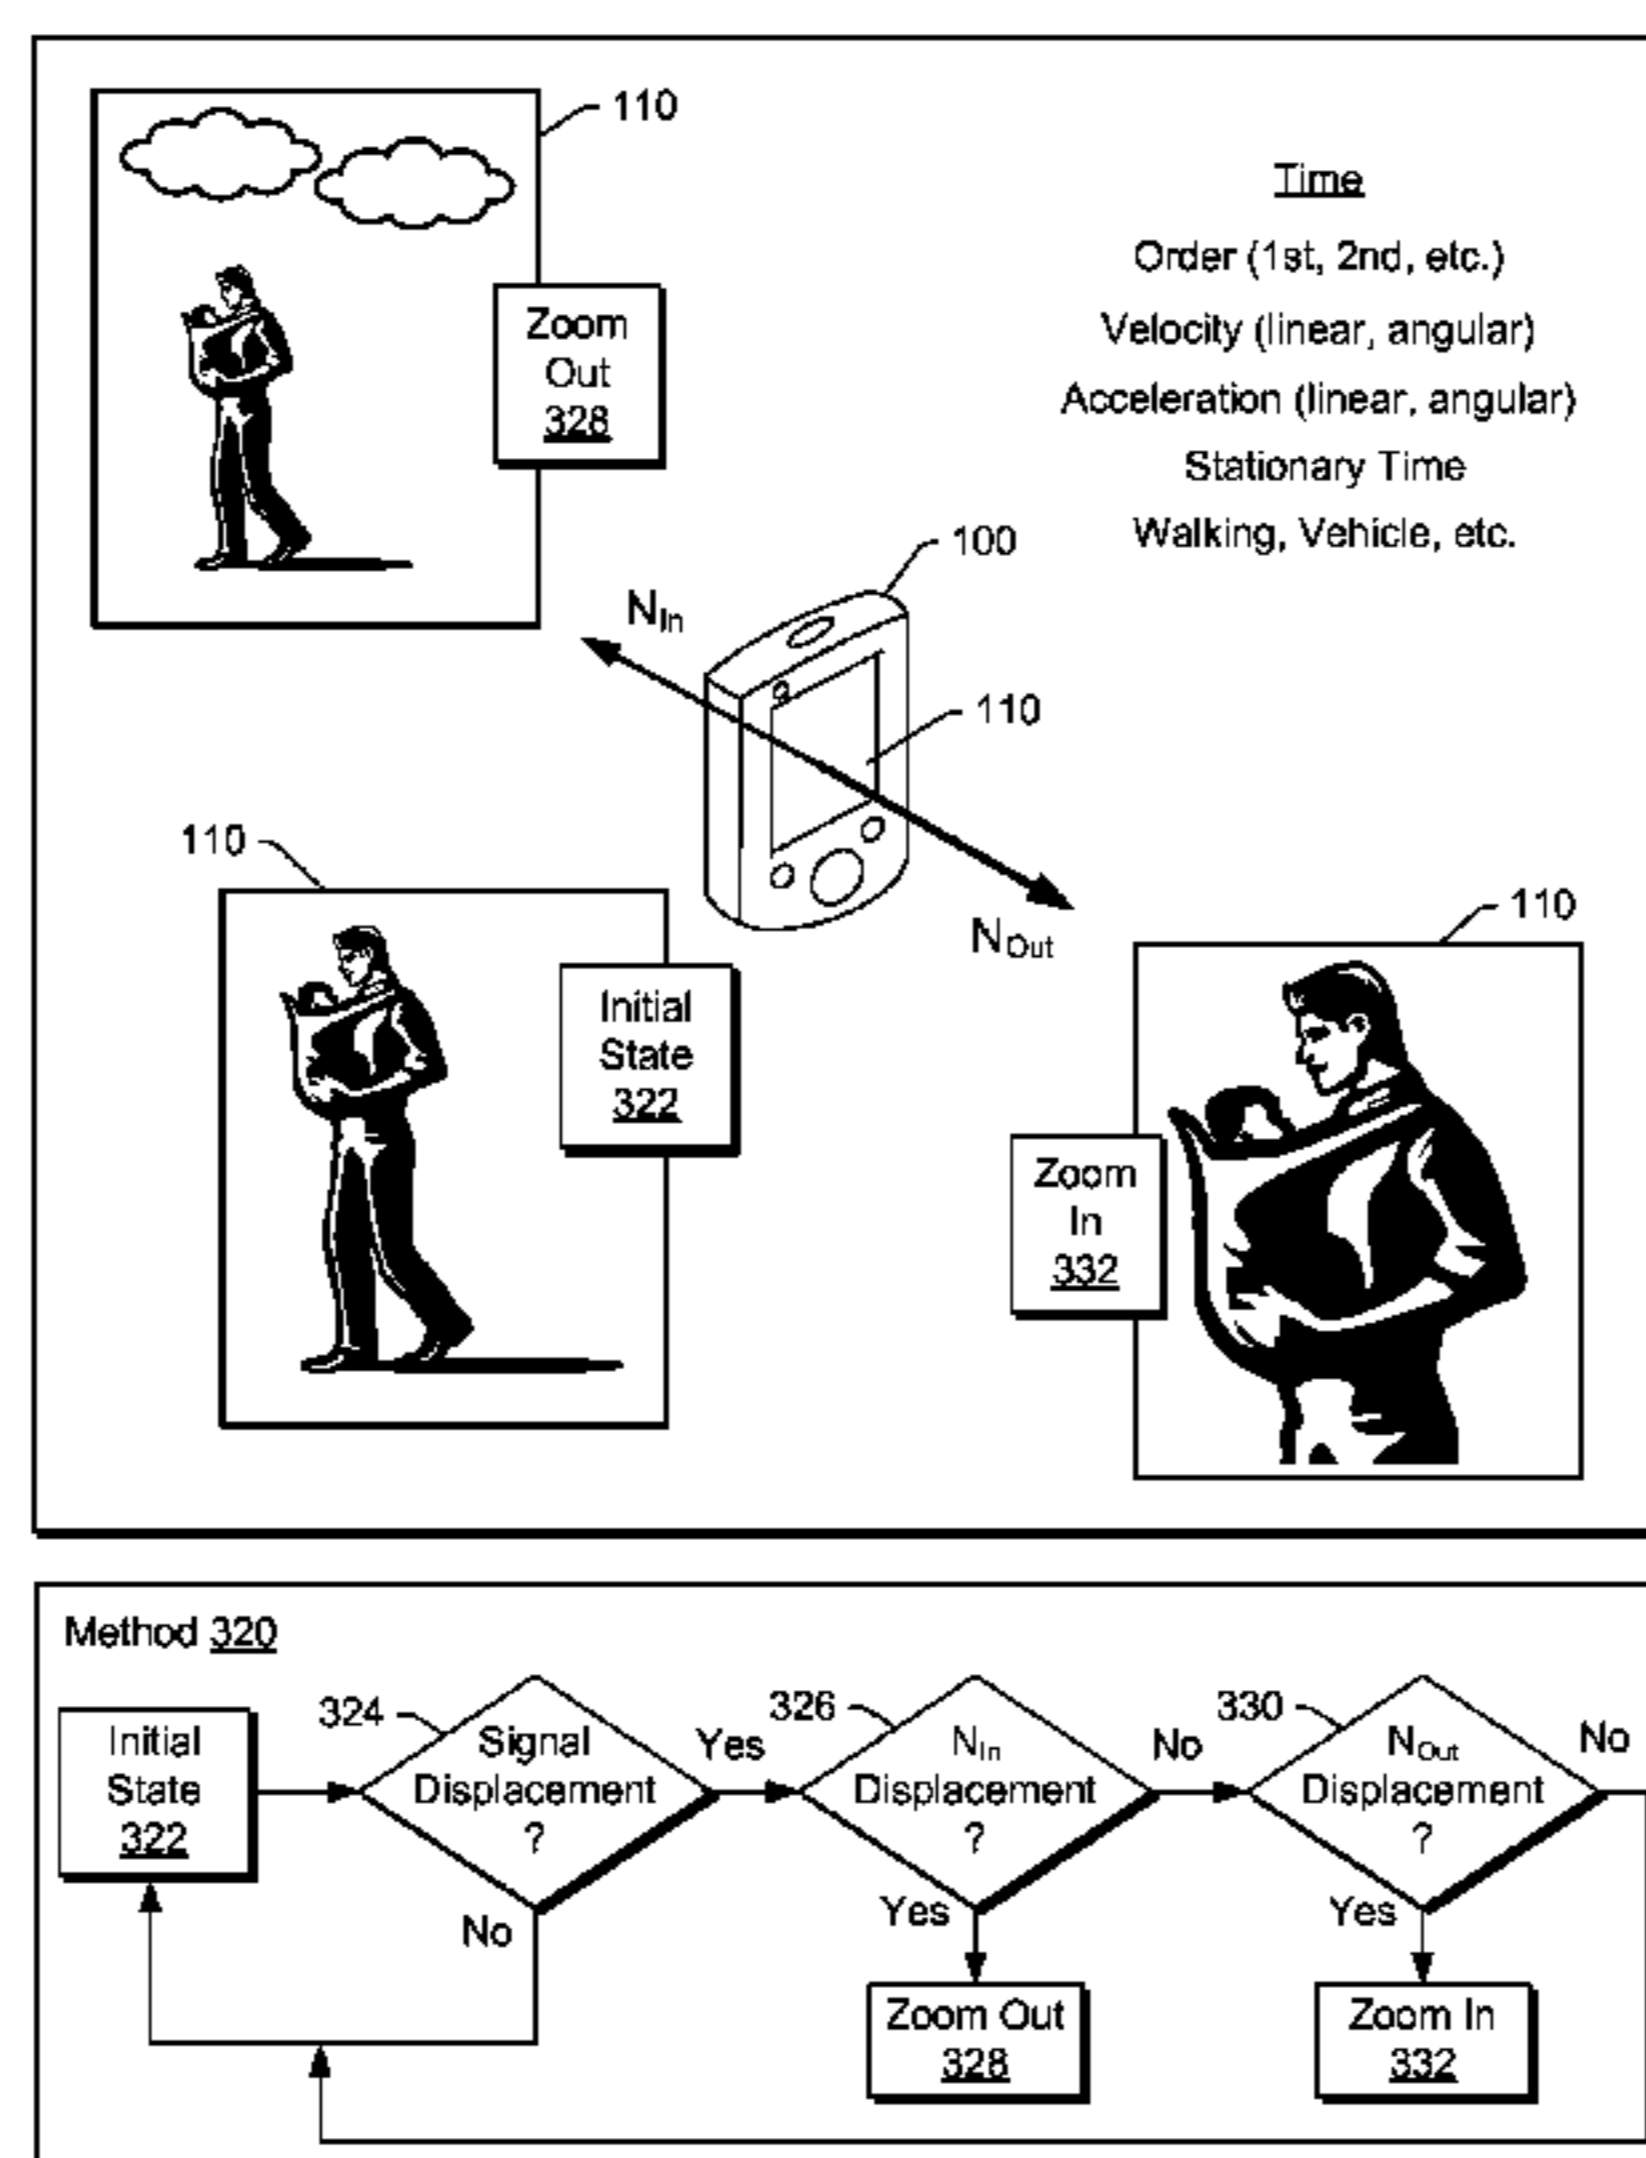 110
Time
Order (1st, 2nd, etc.)
Velocity (linear, angular)
Acceleration (linear, angular)
Stationary Time
Walking, Vehicle, etc.
Zoom
Out
328
100
NIn
110
110
NOut
110
Initial
State
322
Zoom
In
332
Method 320
Initial
State
322
324
Signal
Displacement
?
Yes
No
326
NIn
Displacement
?
No
Yes
330
NOut
Displacement
?
No
Yes
Zoom Out
328
Zoom In
332